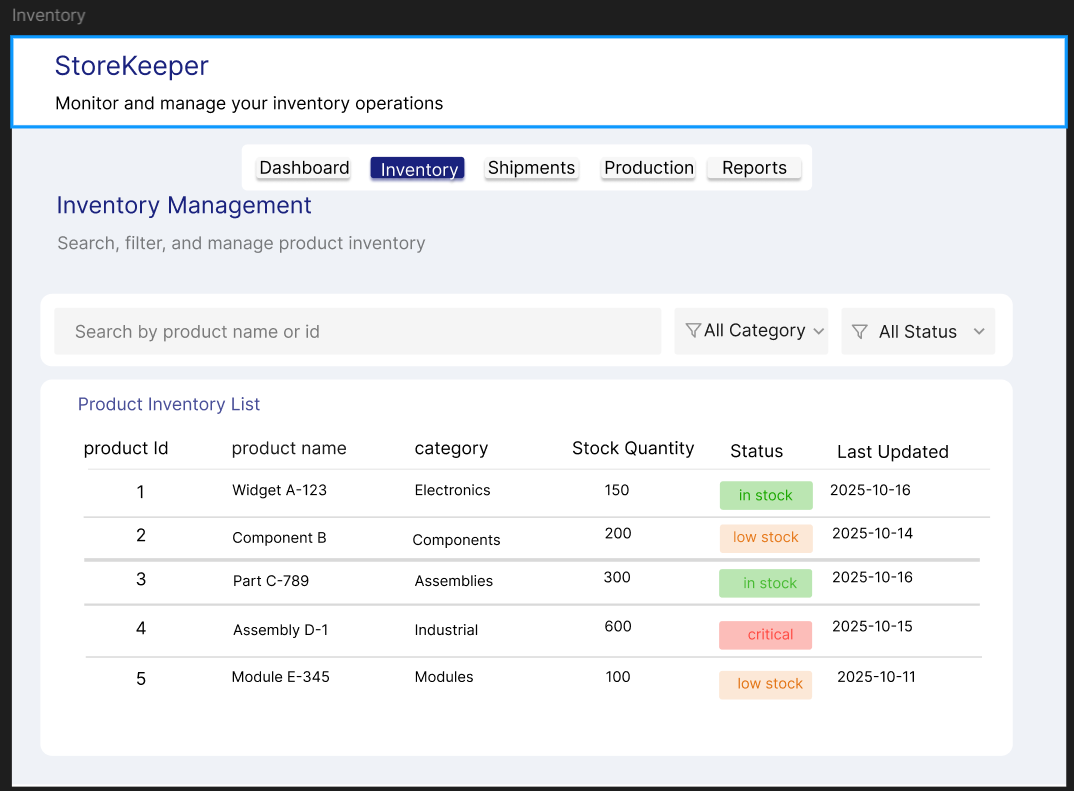 Inventory
StoreKeeper
Monitor and manage your inventory operations
Dashboard Inventory Shipments Production Reports
Inventory Management
Search, filter, and manage product inventory
Search by product name or id All Category All Status
Product Inventory List
product Id product name category Stock Quantity Status Last Updated
1 Widget A-123 Electronics 150 in stock 2025-10-16
2 Component B Components 200 low stock 2025-10-14
3 Part C-789 Assemblies 300 in stock 2025-10-16
4 Assembly D-1 Industrial 600 critical 2025-10-15
5 Module E-345 Modules 100 low stock 2025-10-11